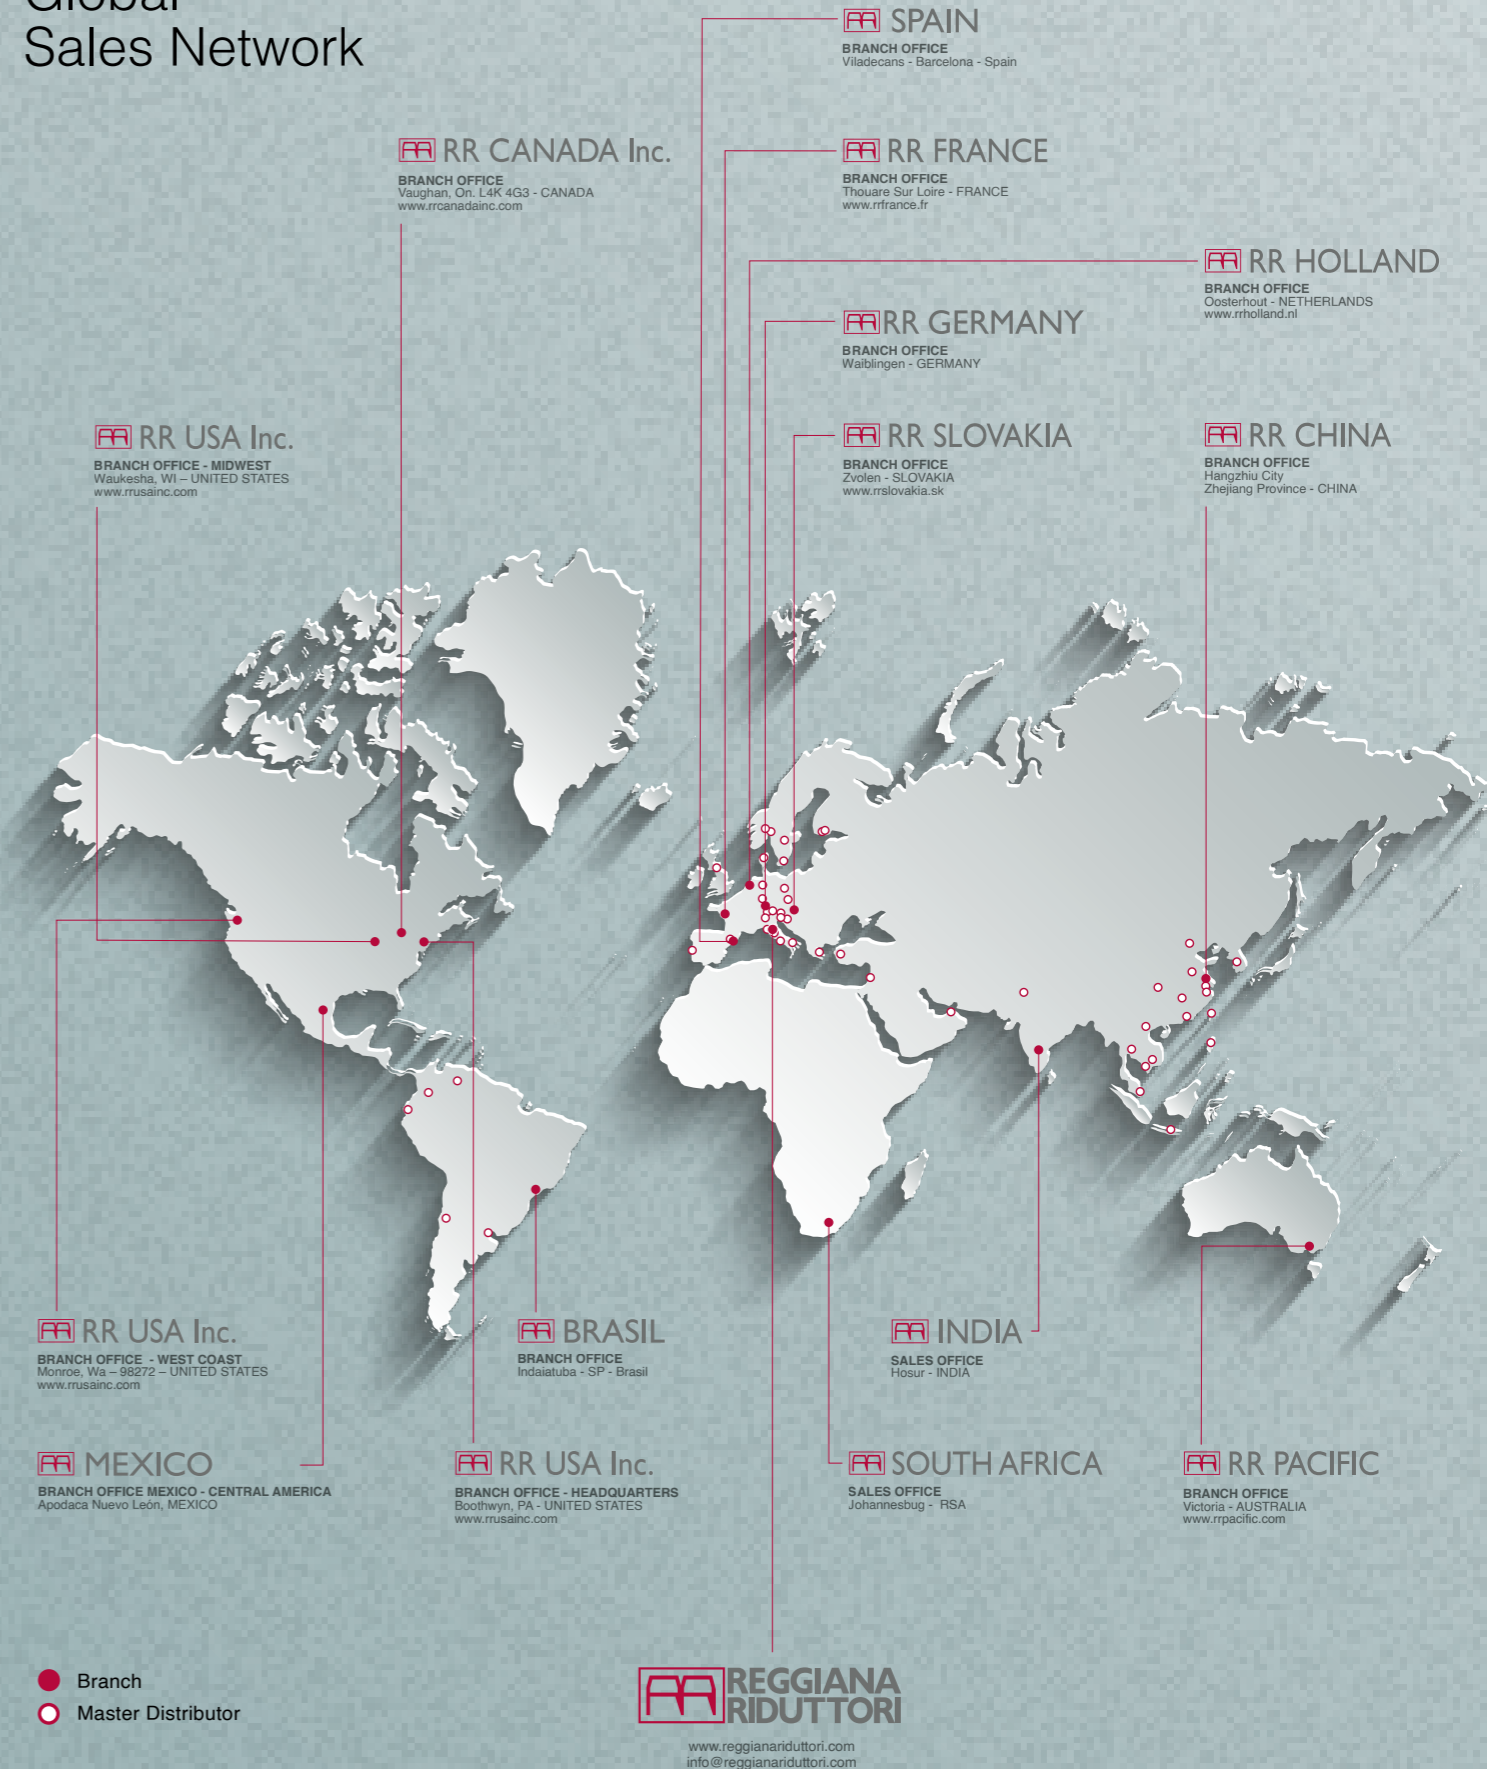 Global
Sales Network
SPAIN
BRANCH OFFICE
Viladecans - Barcelona - Spain
RR CANADA Inc.
BRANCH OFFICE
Vaughan, On. L4K 4G3 - CANADA
www.rrcanadainc.com
RR FRANCE
BRANCH OFFICE
Thouare Sur Loire - FRANCE
www.rrfrance.fr
RR HOLLAND
BRANCH OFFICE
Oosterhout - NETHERLANDS
www.rrholland.nl
RR GERMANY
BRANCH OFFICE
Waiblingen - GERMANY
RR USA Inc.
BRANCH OFFICE - MIDWEST
Waukesha, WI – UNITED STATES
www.rrusainc.com
RR SLOVAKIA
BRANCH OFFICE
Zvolen - SLOVAKIA
www.rrslovakia.sk
RR CHINA
BRANCH OFFICE
Hangzhiu City
Zhejiang Province - CHINA
RR USA Inc.
BRANCH OFFICE - WEST COAST
Monroe, Wa – 98272 – UNITED STATES
www.rrusainc.com
BRASIL
BRANCH OFFICE
Indaiatuba - SP - Brasil
INDIA
SALES OFFICE
Hosur - INDIA
MEXICO
BRANCH OFFICE MEXICO - CENTRAL AMERICA
Apodaca Nuevo León, MEXICO
RR USA Inc.
BRANCH OFFICE - HEADQUARTERS
Boothwyn, PA - UNITED STATES
www.rrusainc.com
SOUTH AFRICA
SALES OFFICE
Johannesbug - RSA
RR PACIFIC
BRANCH OFFICE
Victoria - AUSTRALIA
www.rrpacific.com
Branch
Master Distributor
REGGIANA
RIDUTTORI
www.reggianariduttori.com
info@reggianariduttori.com